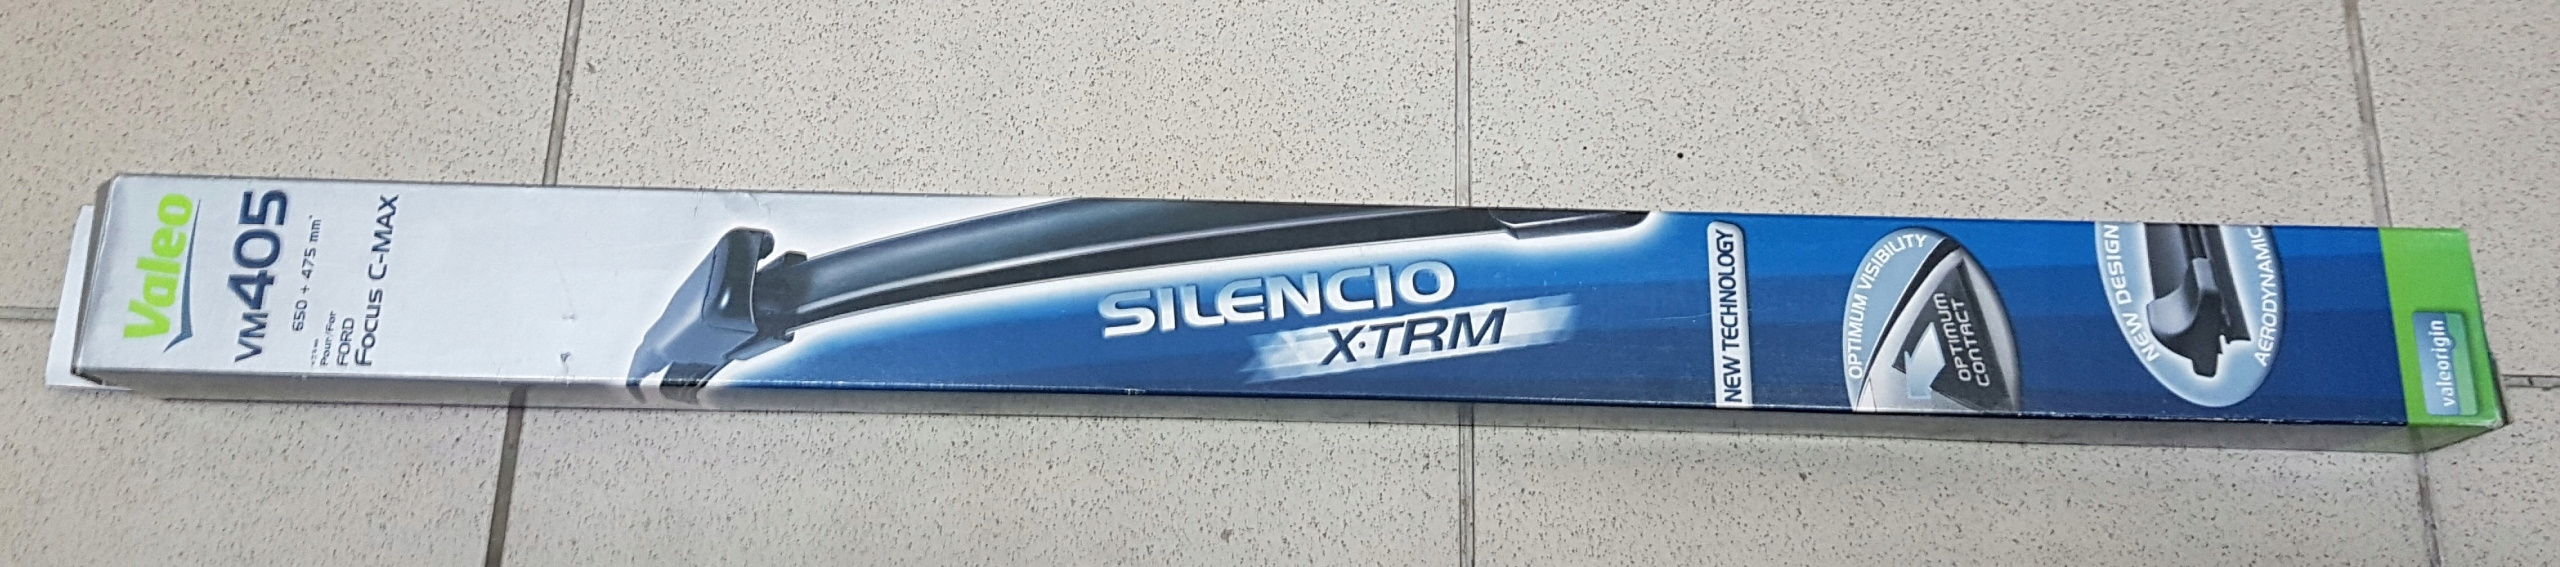 Valeo
VM405
650 + 475 mm
Pour/For
FORD
Focus C-MAX
SILENCIO
X•TRM
NEW TECHNOLOGY
OPTIMUM VISIBILITY
OPTIMUM
CONTACT
NEW DESIGN
AERODYNAMIC
valeorigin